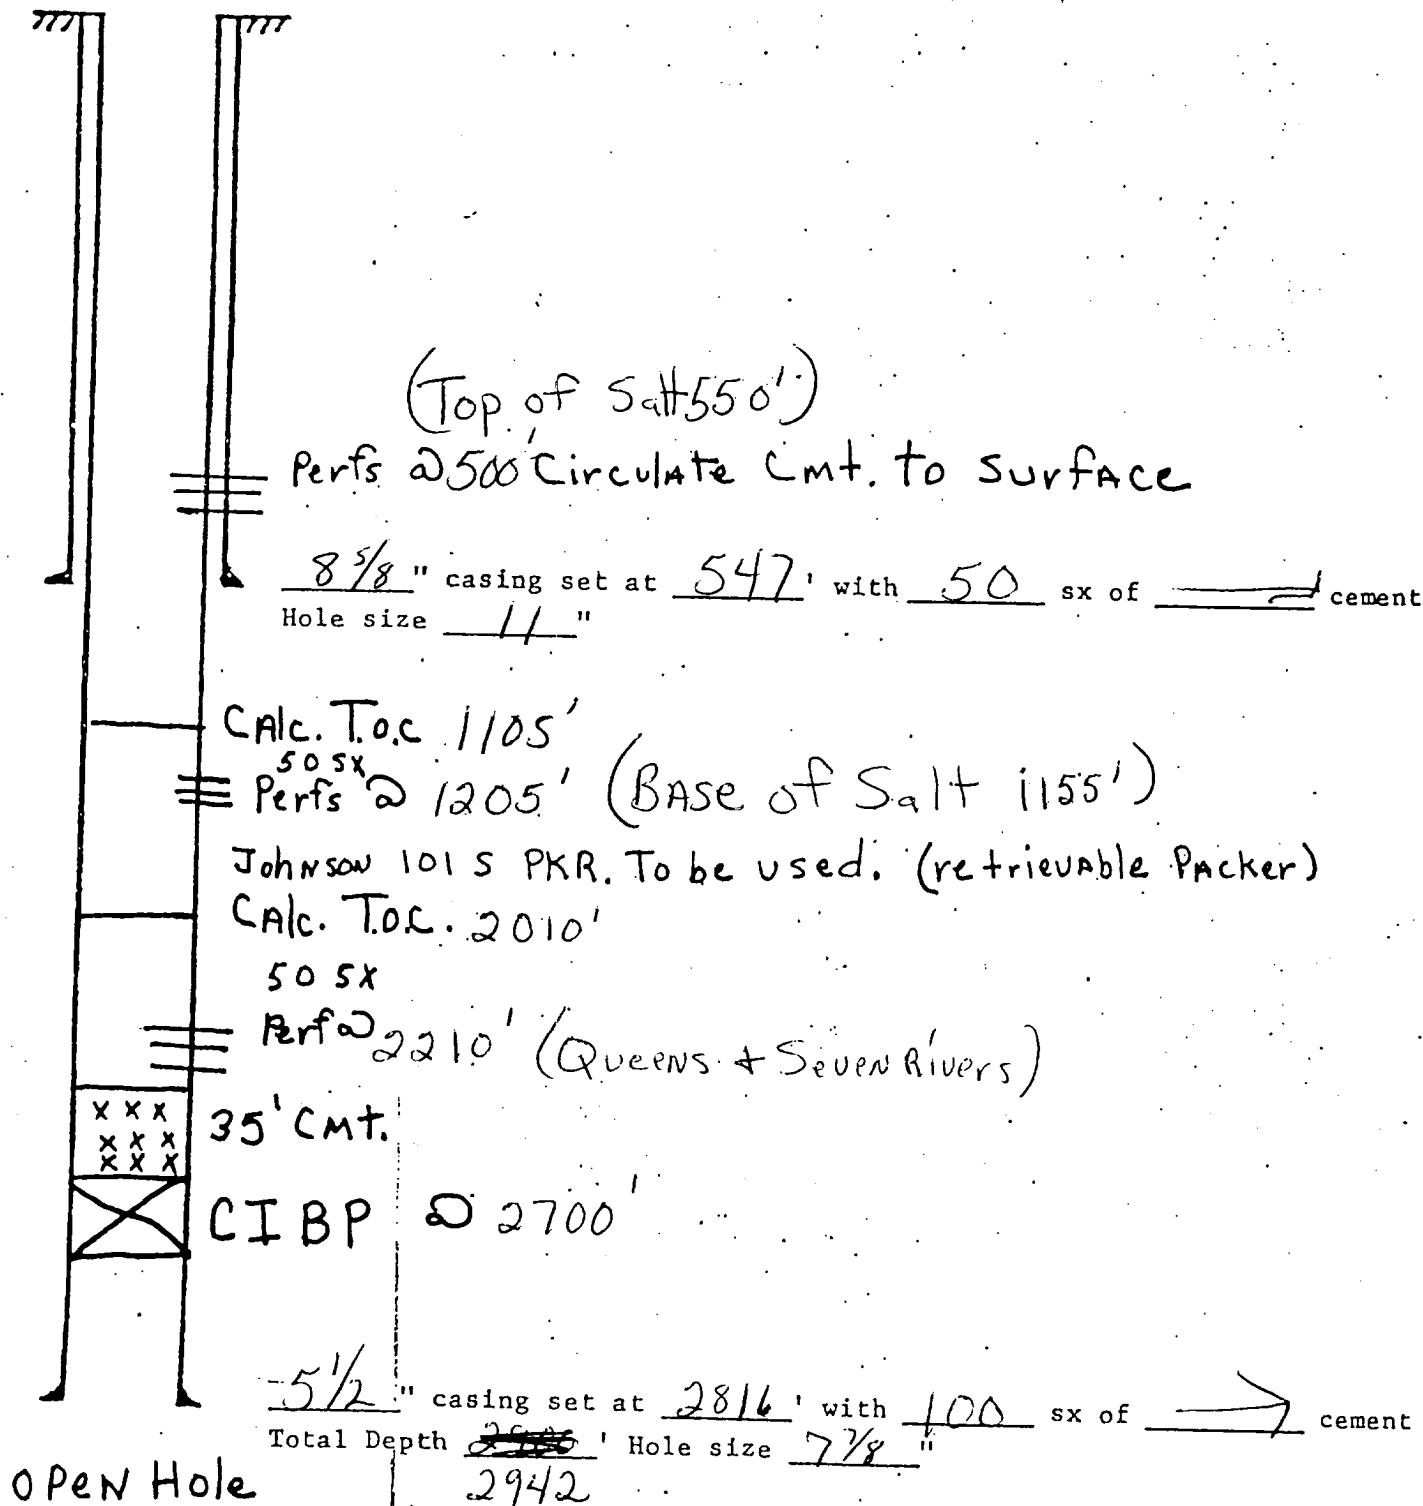 (Top of Salt 550')
Perfs @ 500' Circulate Cmt. to Surface
8 5/8 " casing set at 547 ' with 50 sx of cement
Hole size 11 "
CAlc. T.O.C 1105'
50 SX
Perfs @ 1205' (BASe of Salt 1155')
Johnson 101 S PKR. To be used. (retrievable Packer)
CAlc. T.O.C. 2010'
50 SX
Perf @ 2210' (Queens + Seven Rivers)
35' Cmt.
CIBP @ 2700'
5 1/2 " casing set at 2816 ' with 100 sx of cement
Total Depth ' Hole size 7 7/8 "
2942
OPEN Hole